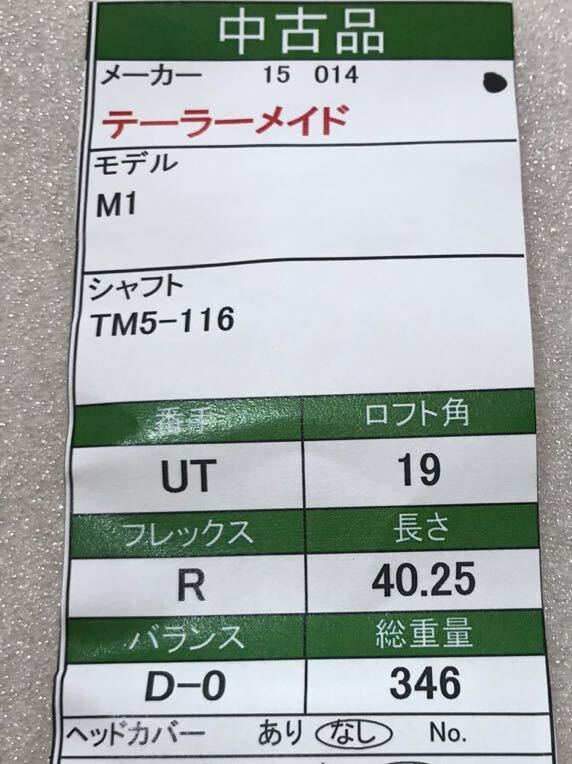 中古品
メーカー 15 014
テーラーメイド
モデル
M1
シャフト
TM5-116
番手 ロフト角
UT 19
フレックス 長さ
R 40.25
バランス 総重量
D-0 346
ヘッドカバー あり なし No.